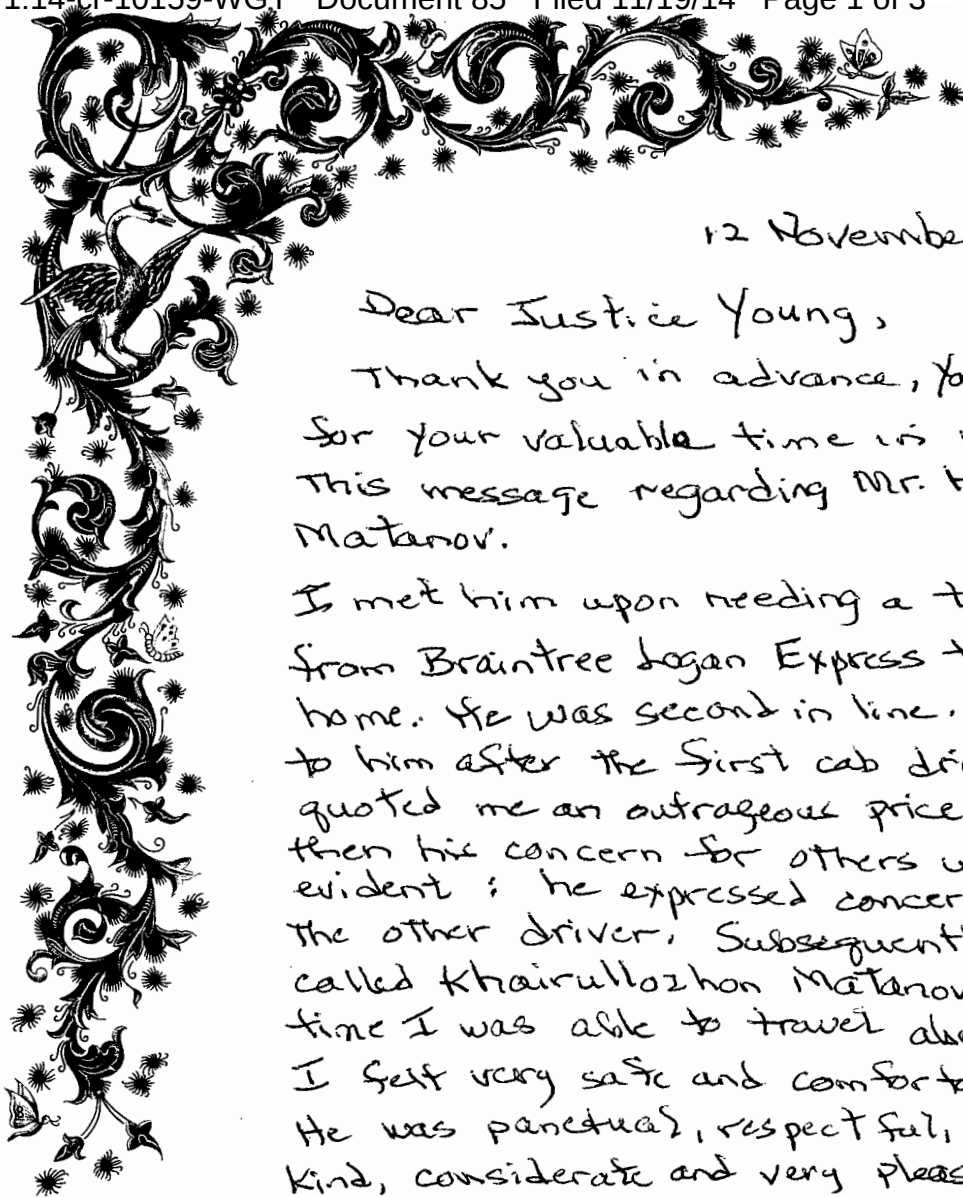 1:14-cr-10159-WGY Document 85 Filed 11/19/14 Page 1 of 3
12 Novembe
Dear Justice Young,
Thank you in advance, Yo
for your valuable time in
This message regarding Mr. K
Matanov.
I met him upon needing a t
from Braintree Logan Express t
home. He was second in line.
to him after the first cab dri
quoted me an outrageous price
then his concern for others w
evident : he expressed concer
the other driver. Subsequent
called Khairullozhon Matanov
time I was able to travel abo
I felt very safe and comforta
He was punctual, respectful,
kind, considerate and very pleas